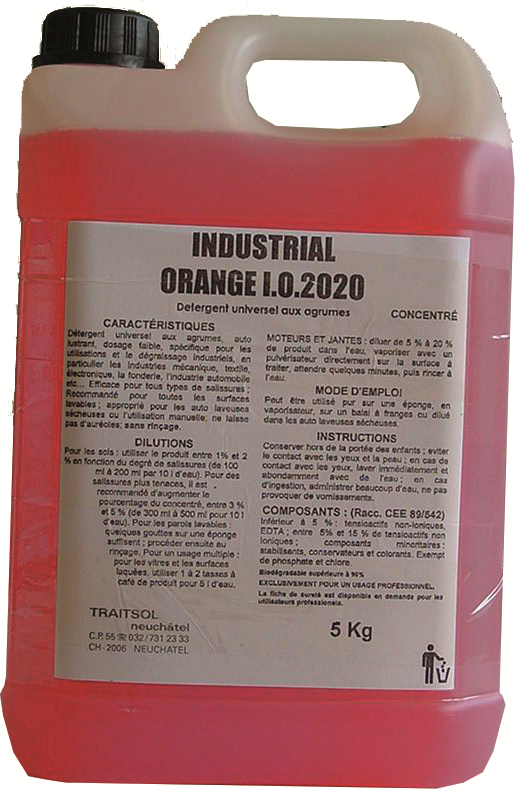 INDUSTRIAL
ORANGE I.O.2020
Détergent universel aux agrumes
CONCENTRÉ
CARACTÉRISTIQUES
Détergent universel aux agrumes, auto
lustrant, dosage faible, spécifique pour les
utilisations et le dégraissage industriels, en
particulier les industries mécanique, textile,
électronique, la fonderie, l'industrie automobile
etc... Efficace pour tous types de salissures ;
Recommandé pour toutes les surfaces
lavables ; approprié pour les auto laveuses
sécheuses ou l'utilisation manuelle; ne laisse
pas d'auréoles; sans rinçage.
DILUTIONS
Pour les sols : utiliser le produit entre 1% et 2
% en fonction du degré de salissures (de 100
ml à 200 ml par 10 l d'eau). Pour des
salissures plus tenaces, il est
recommandé d'augmenter le
pourcentage du concentré, entre 3 %
et 5 % (de 300 ml à 500 ml pour 10 l
d'eau). Pour les parois lavables :
quelques gouttes sur une éponge
suffisent ; procéder ensuite au
rinçage. Pour un usage multiple :
pour les vitres et les surfaces
laquées, utiliser 1 à 2 tasses à
café de produit pour 5 l d'eau.
TRAITSOL
neuchâtel
C.P. 55 ☏ 032/731 23 33
CH-2006 NEUCHATEL
MOTEURS ET JANTES : diluer de 5 % à 20 %
de produit dans l'eau, vaporiser avec un
pulvérisateur directement sur la surface à
traiter, attendre quelques minutes, puis rincer à
l'eau.
MODE D'EMPLOI
Peut être utilisé pur sur une éponge, en
vaporisateur, sur un balai à franges ou dilué
dans les auto laveuses sécheuses.
INSTRUCTIONS
Conserver hors de la portée des enfants ; eviter
le contact avec les yeux et la peau ; en cas de
contact avec les yeux, laver immédiatement et
abondamment avec de l'eau ; en cas
d'ingestion, administrer beaucoup d'eau, ne pas
provoquer de vomissements.
COMPOSANTS : (Racc. CEE 89/542)
Inférieur à 5 % : tensioactifs non-ioniques,
EDTA ; entre 5% et 15 % de tensioactifs non
ioniques ; composants minoritaires :
stabilisants, conservateurs et colorants. Exempt
de phosphate et chlore.
Biodégradable supérieure à 90%
EXCLUSIVEMENT POUR UN USAGE PROFESSIONNEL.
La fiche de sureté est disponible en demande pour les
utilisateurs professionels.
5 Kg